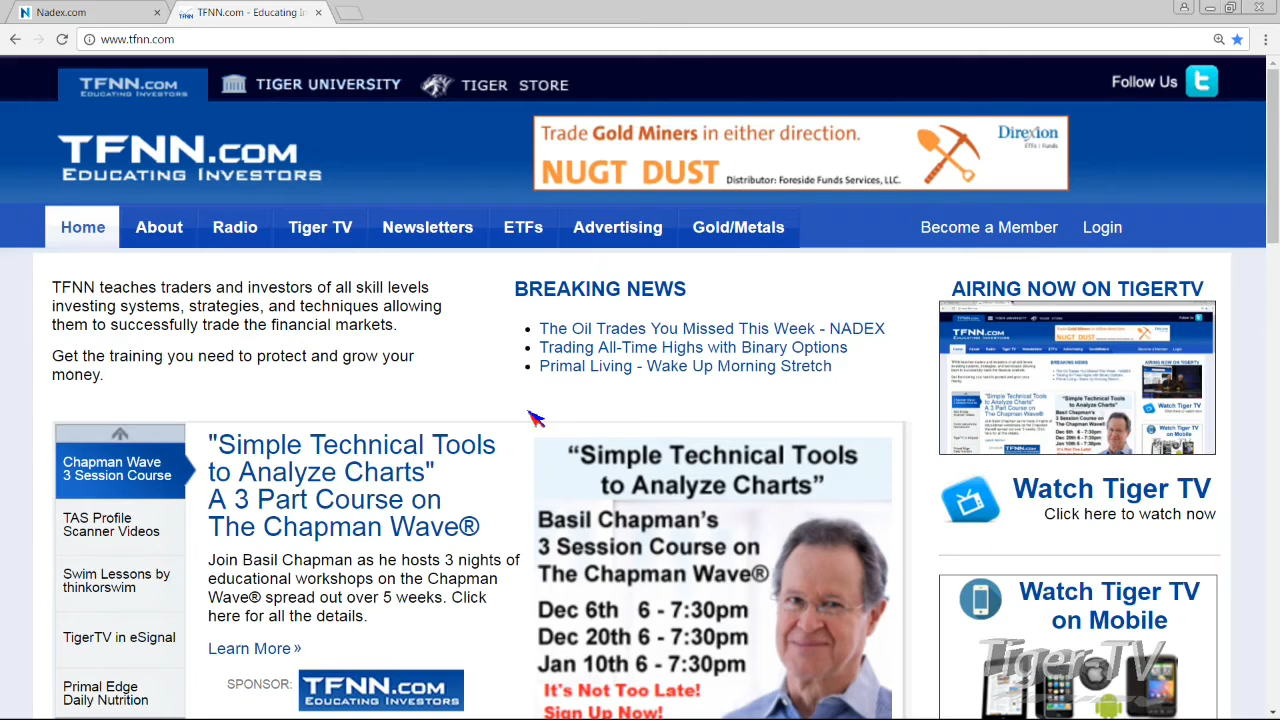 Nadex.com
TFNN.com - Educating In
www.tfnn.com
TFNN.COM
EDUCATING INVESTORS
TIGER UNIVERSITY
TIGER STORE
Follow Us
TFNN.COM
EDUCATING INVESTORS
Trade Gold Miners in either direction.
NUGT DUST
Distributor: Foreside Funds Services, LLC.
Direxion
ETFs | Funds
Home
About
Radio
Tiger TV
Newsletters
ETFs
Advertising
Gold/Metals
Become a Member
Login
TFNN teaches traders and investors of all skill levels
investing systems, strategies, and techniques allowing
them to successfully trade the financial markets.
Get the training you need to take control of your
money.
BREAKING NEWS
The Oil Trades You Missed This Week - NADEX
Trading All-Time Highs with Binary Options
Primal Living - Wake Up Morning Stretch
AIRING NOW ON TIGERTV
Watch Tiger TV
Click here to watch now
Watch Tiger TV
on Mobile
Tiger TV
Chapman Wave
3 Session Course
TAS Profile
Scanner Videos
Swim Lessons by
thinkorswim
TigerTV in eSignal
Primal Edge
Daily Nutrition
"Simple Technical Tools
to Analyze Charts"
A 3 Part Course on
The Chapman Wave®
Join Basil Chapman as he hosts 3 nights of
educational workshops on the Chapman
Wave® spread out over 5 weeks. Click
here for all the details.
Learn More »
SPONSOR:
TFNN.COM
EDUCATING INVESTORS
“Simple Technical Tools
to Analyze Charts”
Basil Chapman’s
3 Session Course on
The Chapman Wave®
Dec 6th 6 - 7:30pm
Dec 20th 6 - 7:30pm
Jan 10th 6 - 7:30pm
It's Not Too Late!
Sign Up Now!